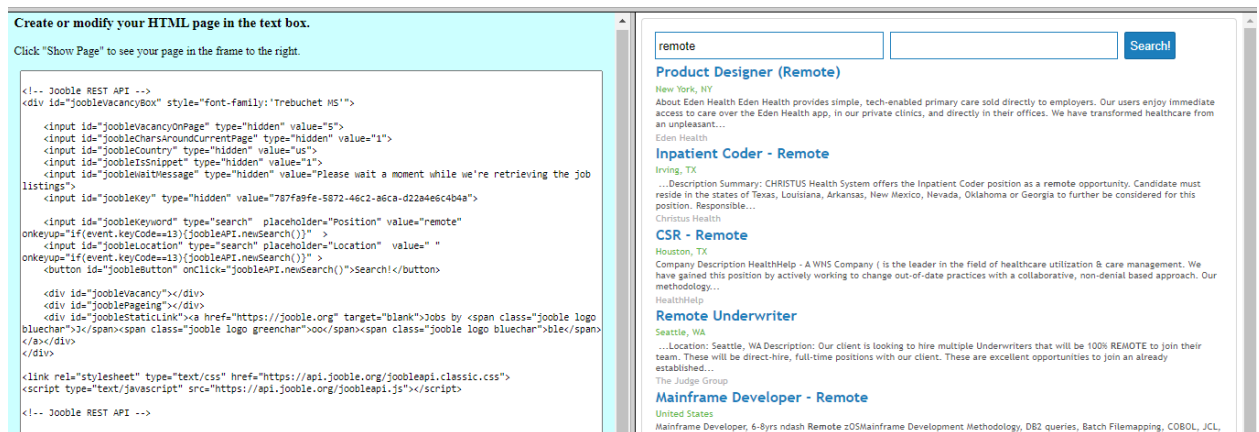 Create or modify your HTML page in the text box.
Click "Show Page" to see your page in the frame to the right.
<!-- Jooble REST API -->
<div id="joobleVacancyBox" style="font-family:'Trebuchet MS'">
<input id="joobleVacancyOnPage" type="hidden" value="5">
<input id="joobleCharsAroundCurrentPage" type="hidden" value="1">
<input id="joobleCountry" type="hidden" value="us">
<input id="joobleIsSnippet" type="hidden" value="1">
<input id="joobleWaitMessage" type="hidden" value="Please wait a moment while we're retrieving the job
listings">
<input id="joobleKey" type="hidden" value="787fa9fe-5872-46c2-a6ca-d22a4e6c4b4a">
<input id="joobleKeyword" type="search"  placeholder="Position" value="remote"
onkeyup="if(event.keyCode==13){joobleAPI.newSearch()}"  >
<input id="joobleLocation" type="search" placeholder="Location"  value=" "
onkeyup="if(event.keyCode==13){joobleAPI.newSearch()}" >
<button id="joobleButton" onClick="joobleAPI.newSearch()">Search!</button>
<div id="joobleVacancy"></div>
<div id="jooblePageing"></div>
<div id="joobleStaticLink"><a href="https://jooble.org" target="blank">Jobs by <span class="jooble logo
bluechar">J</span><span class="jooble logo greenchar">oo</span><span class="jooble logo bluechar">ble</span>
</a></div>
</div>
<link rel="stylesheet" type="text/css" href="https://api.jooble.org/joobleapi.classic.css">
<script type="text/javascript" src="https://api.jooble.org/joobleapi.js"></script>
<!-- Jooble REST API -->
remote
Search!
Product Designer (Remote)
New York, NY
About Eden Health Eden Health provides simple, tech-enabled primary care sold directly to employers. Our users enjoy immediate
access to care over the Eden Health app, in our private clinics, and directly in their offices. We have transformed healthcare from
an unpleasant...
Eden Health
Inpatient Coder - Remote
Irving, TX
...Description Summary: CHRISTUS Health System offers the Inpatient Coder position as a remote opportunity. Candidate must
reside in the states of Texas, Louisiana, Arkansas, New Mexico, Nevada, Oklahoma or Georgia to further be considered for this
position. Responsible...
Christus Health
CSR - Remote
Houston, TX
Company Description HealthHelp - A WNS Company ( is the leader in the field of healthcare utilization & care management. We
have gained this position by actively working to change out-of-date practices with a collaborative, non-denial based approach. Our
methodology...
HealthHelp
Remote Underwriter
Seattle, WA
...Location: Seattle, WA Description: Our client is looking to hire multiple Underwriters that will be 100% REMOTE to join their
team. These will be direct-hire, full-time positions with our client. These are excellent opportunities to join an already
established...
The Judge Group
Mainframe Developer - Remote
United States
Mainframe Developer, 6-8yrs ndash Remote zOSMainframe Development Methodology, DB2 queries, Batch Filemapping, COBOL, JCL,